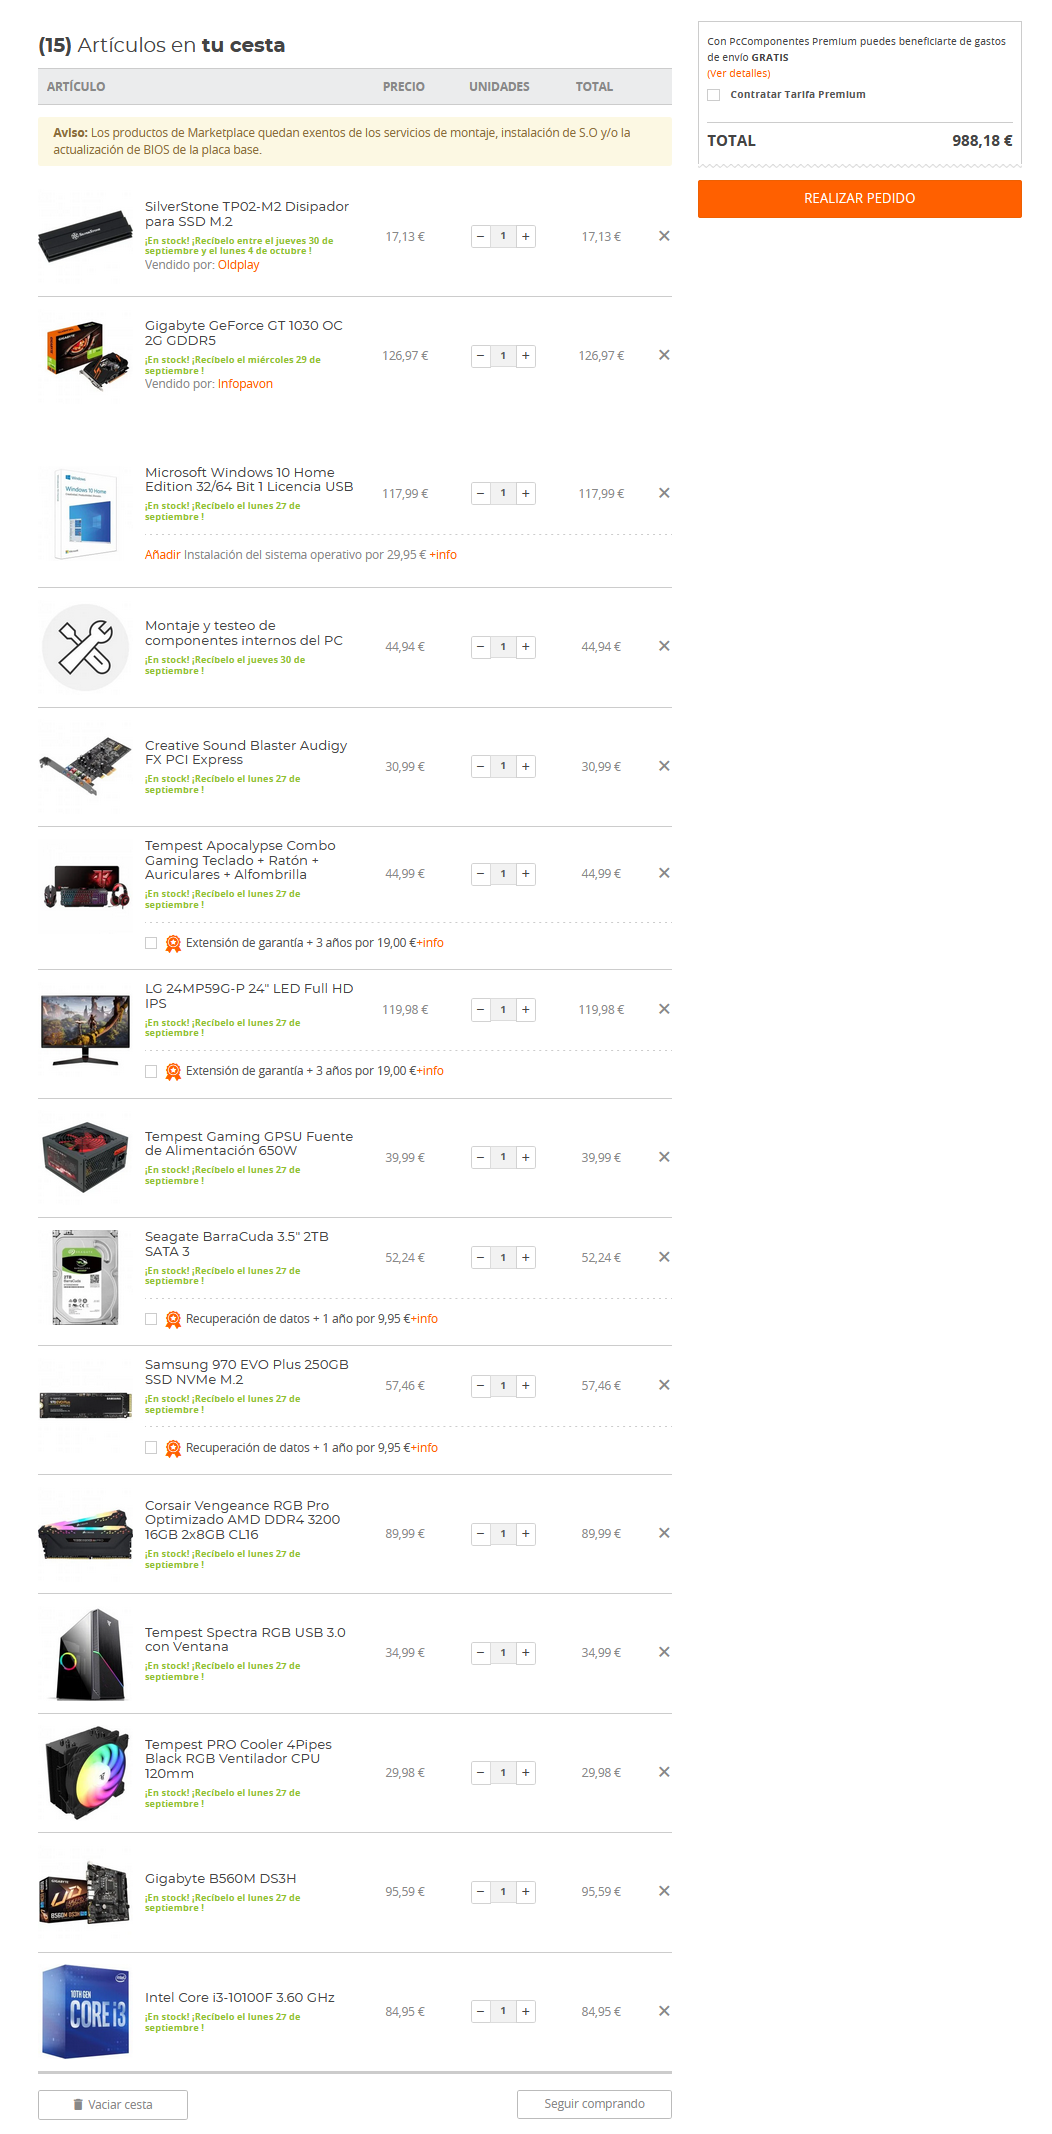 (15) Artículos en tu cesta
ARTÍCULO PRECIO UNIDADES TOTAL
Aviso: Los productos de Marketplace quedan exentos de los servicios de montaje, instalación de S.O y/o la
actualización de BIOS de la placa base.
SilverStone TP02-M2 Disipador
para SSD M.2
¡En stock! ¡Recíbelo entre el jueves 30 de
septiembre y el lunes 4 de octubre !
Vendido por: Oldplay
17,13 € − 1 + 17,13 € ✕
Gigabyte GeForce GT 1030 OC
2G GDDR5
¡En stock! ¡Recíbelo el miércoles 29 de
septiembre !
Vendido por: Infopavon
126,97 € − 1 + 126,97 € ✕
Microsoft Windows 10 Home
Edition 32/64 Bit 1 Licencia USB
¡En stock! ¡Recíbelo el lunes 27 de
septiembre !
117,99 € − 1 + 117,99 € ✕
Añadir Instalación del sistema operativo por 29,95 € +info
Montaje y testeo de
componentes internos del PC
¡En stock! ¡Recíbelo el jueves 30 de
septiembre !
44,94 € − 1 + 44,94 € ✕
Creative Sound Blaster Audigy
FX PCI Express
¡En stock! ¡Recíbelo el lunes 27 de
septiembre !
30,99 € − 1 + 30,99 € ✕
Tempest Apocalypse Combo
Gaming Teclado + Ratón +
Auriculares + Alfombrilla
¡En stock! ¡Recíbelo el lunes 27 de
septiembre !
44,99 € − 1 + 44,99 € ✕
Extensión de garantía + 3 años por 19,00 €+info
LG 24MP59G-P 24" LED Full HD
IPS
¡En stock! ¡Recíbelo el lunes 27 de
septiembre !
119,98 € − 1 + 119,98 € ✕
Extensión de garantía + 3 años por 19,00 €+info
Tempest Gaming GPSU Fuente
de Alimentación 650W
¡En stock! ¡Recíbelo el lunes 27 de
septiembre !
39,99 € − 1 + 39,99 € ✕
Seagate BarraCuda 3.5" 2TB
SATA 3
¡En stock! ¡Recíbelo el lunes 27 de
septiembre !
52,24 € − 1 + 52,24 € ✕
Recuperación de datos + 1 año por 9,95 €+info
Samsung 970 EVO Plus 250GB
SSD NVMe M.2
¡En stock! ¡Recíbelo el lunes 27 de
septiembre !
57,46 € − 1 + 57,46 € ✕
Recuperación de datos + 1 año por 9,95 €+info
Corsair Vengeance RGB Pro
Optimizado AMD DDR4 3200
16GB 2x8GB CL16
¡En stock! ¡Recíbelo el lunes 27 de
septiembre !
89,99 € − 1 + 89,99 € ✕
Tempest Spectra RGB USB 3.0
con Ventana
¡En stock! ¡Recíbelo el lunes 27 de
septiembre !
34,99 € − 1 + 34,99 € ✕
Tempest PRO Cooler 4Pipes
Black RGB Ventilador CPU
120mm
¡En stock! ¡Recíbelo el lunes 27 de
septiembre !
29,98 € − 1 + 29,98 € ✕
Gigabyte B560M DS3H
¡En stock! ¡Recíbelo el lunes 27 de
septiembre !
95,59 € − 1 + 95,59 € ✕
10TH GEN
CORE i3
Intel Core i3-10100F 3.60 GHz
¡En stock! ¡Recíbelo el lunes 27 de
septiembre !
84,95 € − 1 + 84,95 € ✕
Vaciar cesta
Seguir comprando
Con PcComponentes Premium puedes beneficiarte de gastos
de envío GRATIS
(Ver detalles)
Contratar Tarifa Premium
TOTAL 988,18 €
REALIZAR PEDIDO